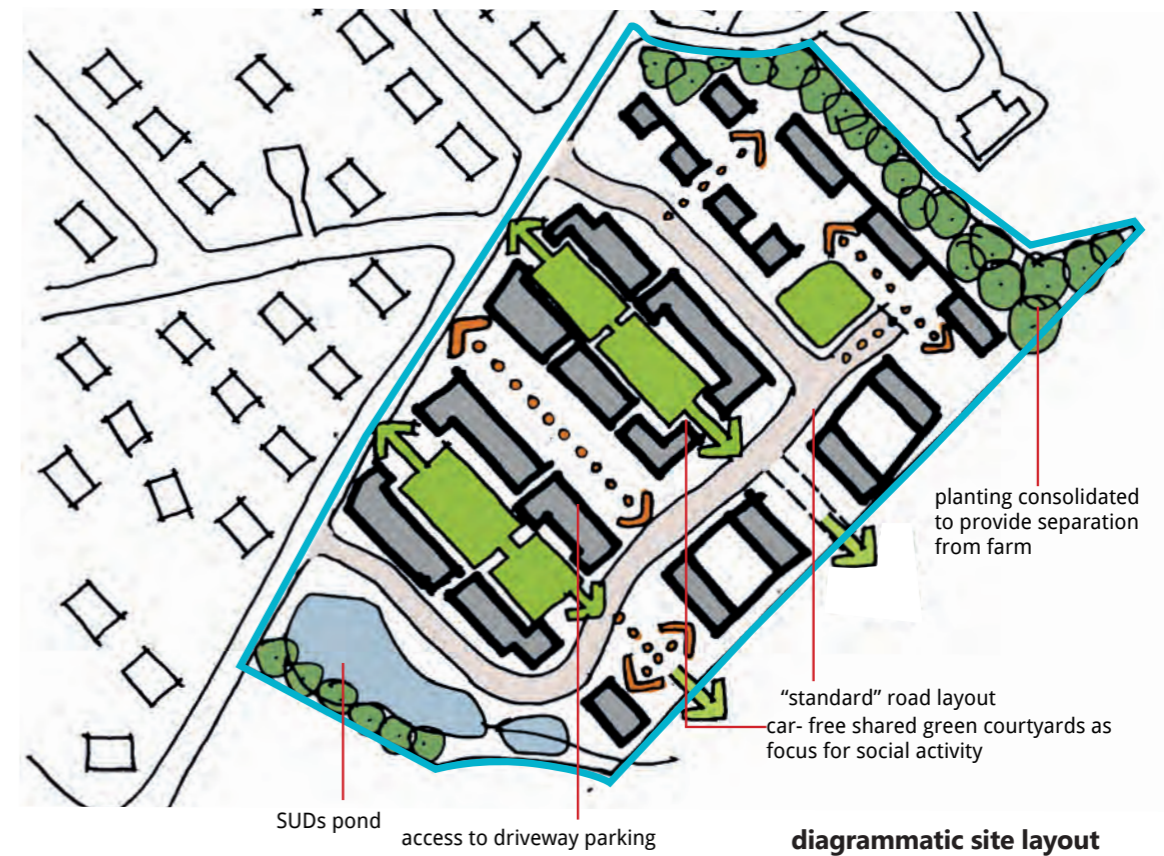 planting consolidated
to provide separation
from farm
“standard” road layout
car- free shared green courtyards as
focus for social activity
SUDs pond
access to driveway parking
diagrammatic site layout